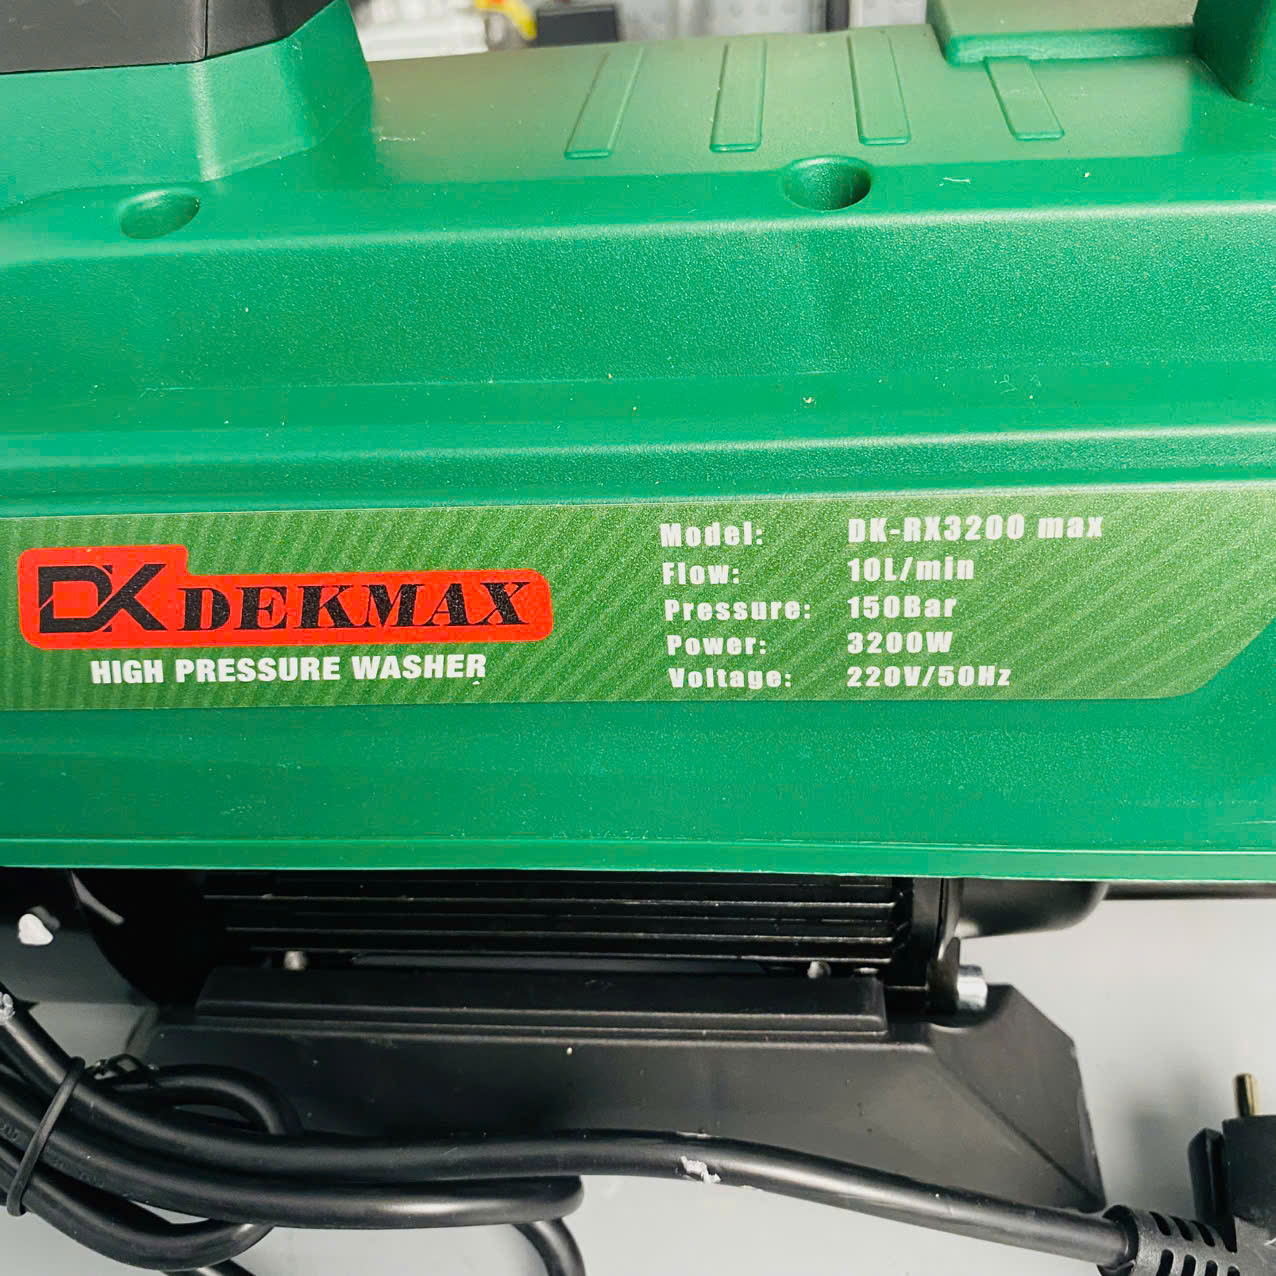 DK DEKMAX
HIGH PRESSURE WASHER
Model: DK-RX3200 max
Flow: 10L/min
Pressure: 150Bar
Power: 3200W
Voltage: 220V/50Hz